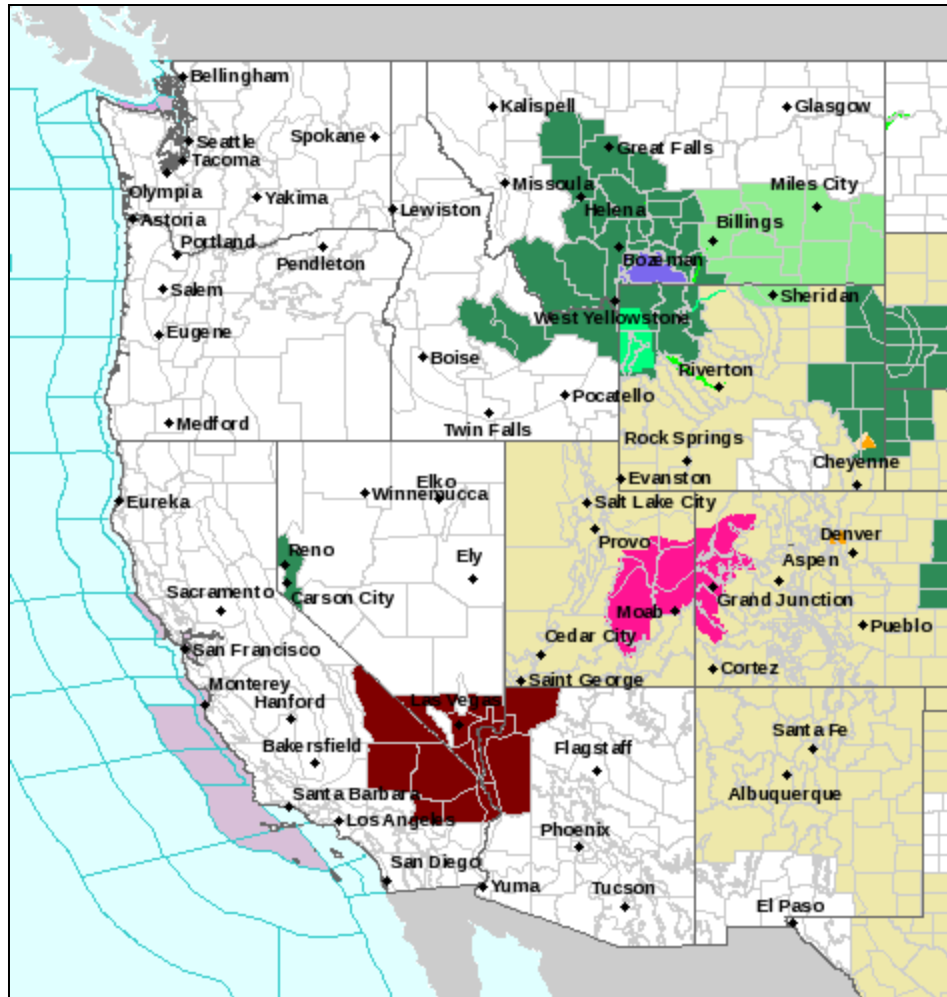 Bellingham
Kalispell
Glasgow
Seattle
Spokane
Great Falls
Tacoma
Olympia
Missoula
Miles City
Yakima
Lewiston
Helena
Astoria
Billings
Portland
Pendleton
Bozeman
Salem
Sheridan
West Yellowstone
Eugene
Boise
Riverton
Pocatello
Medford
Twin Falls
Rock Springs
Cheyenne
Elko
Evanston
Winnemucca
Eureka
Salt Lake City
Provo
Denver
Reno
Ely
Aspen
Sacramento
Carson City
Moab
Grand Junction
Pueblo
San Francisco
Cedar City
Cortez
Saint George
Monterey
Hanford
Las Vegas
Santa Fe
Bakersfield
Flagstaff
Albuquerque
Santa Barbara
Los Angeles
Phoenix
San Diego
Yuma
Tucson
El Paso